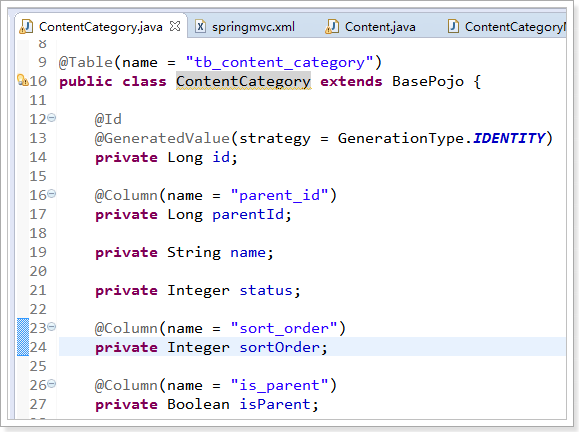 ContentCategory.java springmvc.xml Content.java ContentCategory
8
9 @Table(name = "tb_content_category")
10 public class ContentCategory extends BasePojo {
11
12 @Id
13 @GeneratedValue(strategy = GenerationType.IDENTITY)
14 private Long id;
15
16 @Column(name = "parent_id")
17 private Long parentId;
18
19 private String name;
20
21 private Integer status;
22
23 @Column(name = "sort_order")
24 private Integer sortOrder;
25
26 @Column(name = "is_parent")
27 private Boolean isParent;